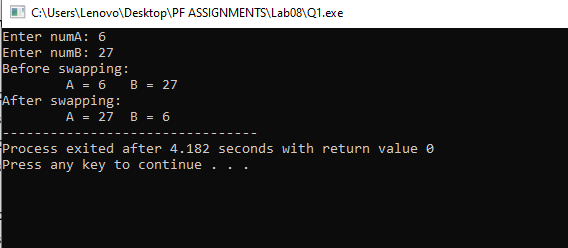 C:\Users\Lenovo\Desktop\PF ASSIGNMENTS\Lab08\Q1.exe
Enter numA: 6
Enter numB: 27
Before swapping:
        A = 6   B = 27
After swapping:
        A = 27  B = 6
--------------------------------
Process exited after 4.182 seconds with return value 0
Press any key to continue . . .